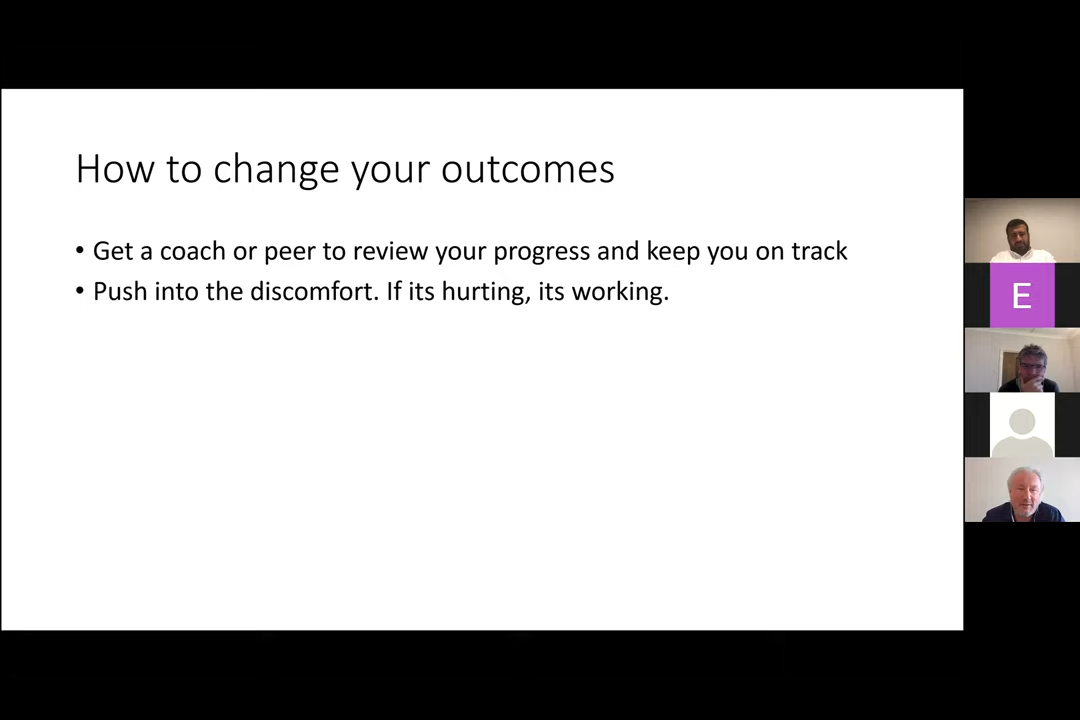 How to change your outcomes
• Get a coach or peer to review your progress and keep you on track
• Push into the discomfort. If its hurting, its working.
E